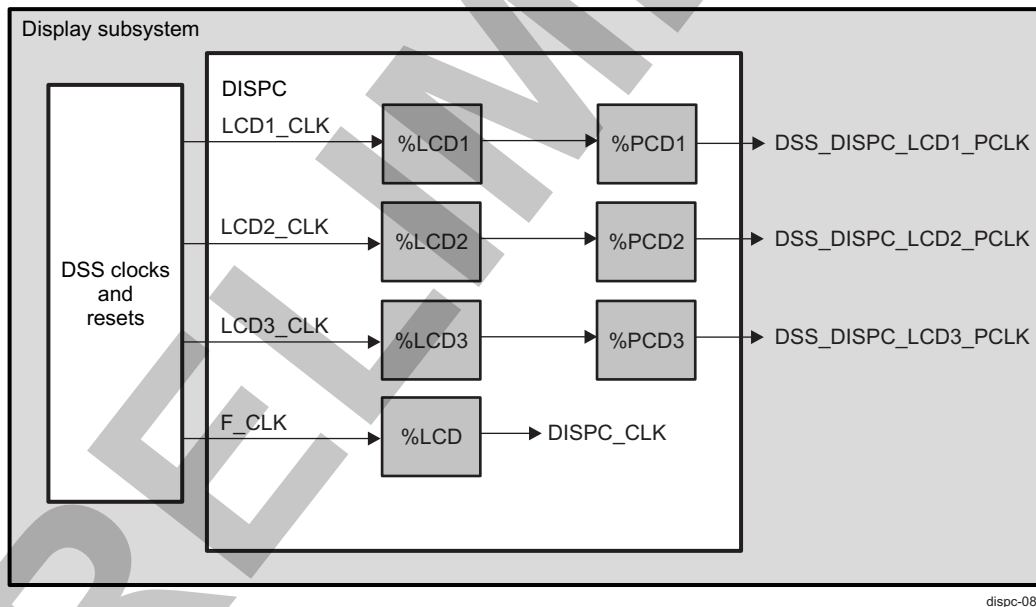 Display subsystem
DSS clocks
and
resets
DISPC
LCD1_CLK
%LCD1
%PCD1
DSS_DISPC_LCD1_PCLK
LCD2_CLK
%LCD2
%PCD2
DSS_DISPC_LCD2_PCLK
LCD3_CLK
%LCD3
%PCD3
DSS_DISPC_LCD3_PCLK
F_CLK
%LCD
DISPC_CLK
dispc-08
RELIM